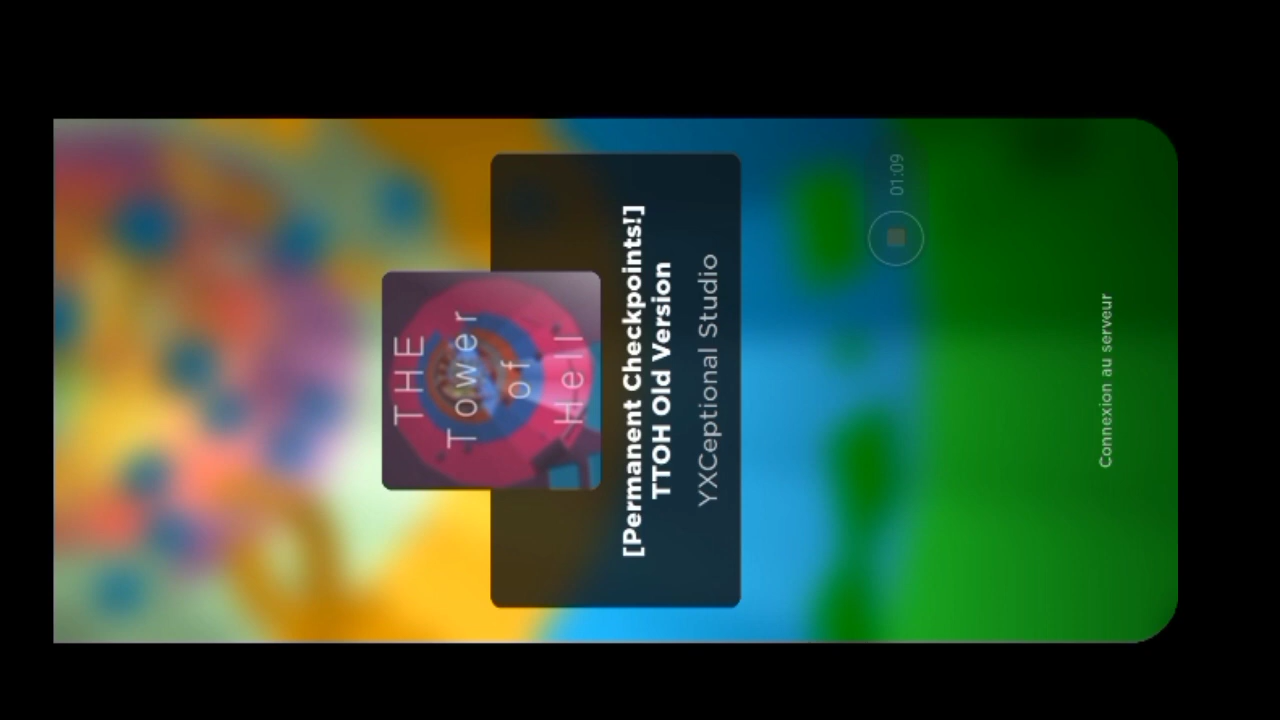 THE
Tower
of
Hell
[Permanent Checkpoints!]
TTOH Old Version
YXCeptional Studio
01:09
Connexion au serveur